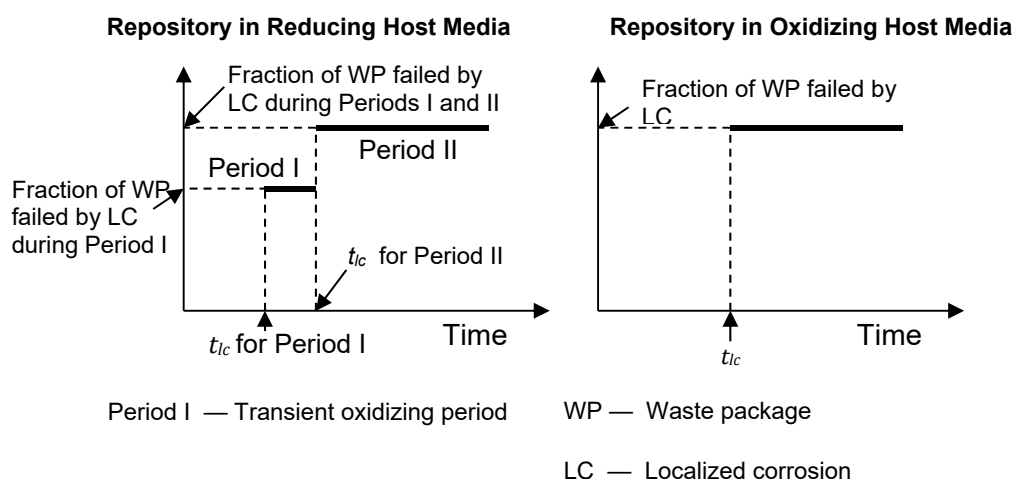 Repository in Reducing Host Media
Fraction of WP failed by
LC during Periods I and II
Period II
Period I
Fraction of WP
failed by LC
during Period I
tlc for Period II
Time
tlc for Period I
Repository in Oxidizing Host Media
Fraction of WP failed by
LC
Time
tlc
Period I — Transient oxidizing period
WP — Waste package
LC — Localized corrosion